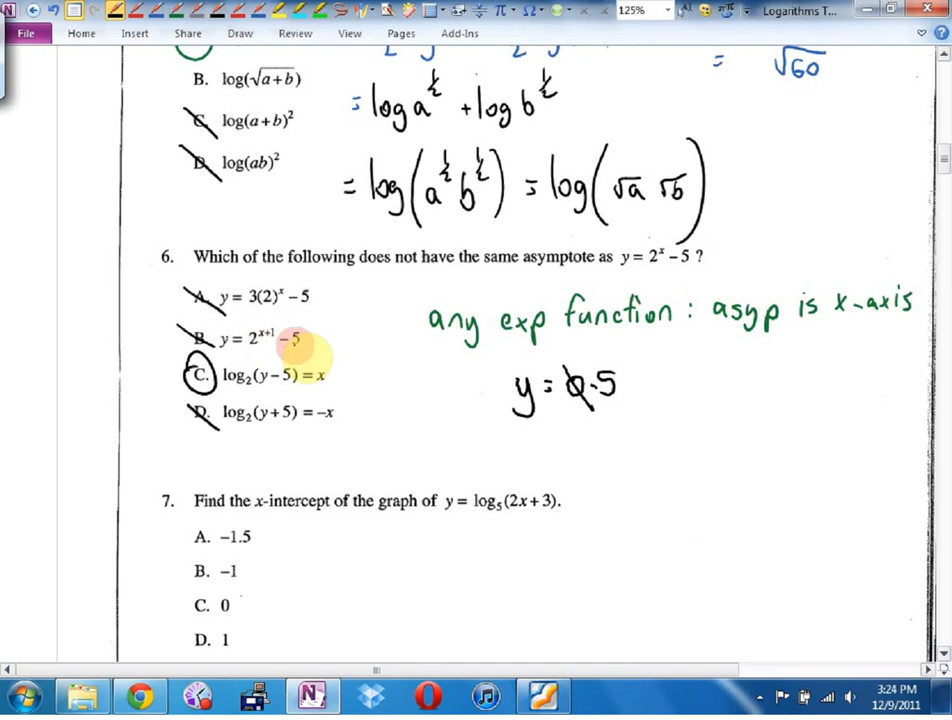 125% Logarithms T...
File Home Insert Share Draw Review View Pages Add-Ins
= √60
B. log(√a+b)
= log a^½ + log b^½
C. log(a+b)²
D. log(ab)²
= log(a^½ b^½) = log(√a √b)
6. Which of the following does not have the same asymptote as y = 2ˣ – 5 ?
A. y = 3(2)ˣ – 5
any exp function : asyp is x-axis
B. y = 2ˣ⁺¹ – 5
C. log₂(y – 5) = x
y = 0-5
D. log₂(y + 5) = –x
7. Find the x-intercept of the graph of y = log₅(2x + 3).
A. –1.5
B. –1
C. 0
D. 1
3:24 PM
12/9/2011